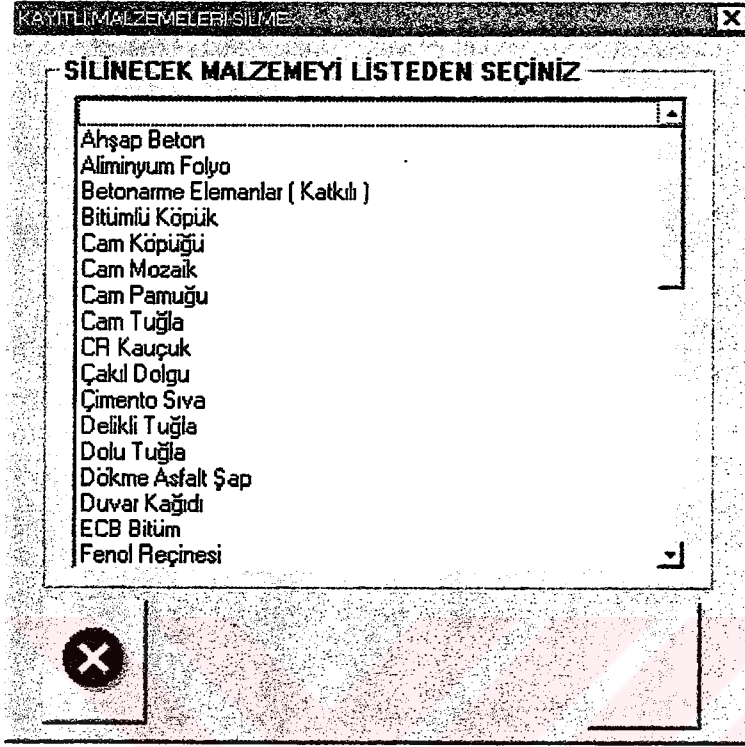 KAYITLI MALZEMELERİ SİLME
SİLİNECEK MALZEMEYİ LİSTEDEN SEÇİNİZ
Ahşap Beton
Aliminyum Folyo
Betonarme Elemanlar ( Katkılı )
Bitümlü Köpük
Cam Köpüğü
Cam Mozaik
Cam Pamuğu
Cam Tuğla
CR Kauçuk
Çakıl Dolgu
Çimento Sıva
Delikli Tuğla
Dolu Tuğla
Dökme Asfalt Şap
Duvar Kağıdı
ECB Bitüm
Fenol Reçinesi